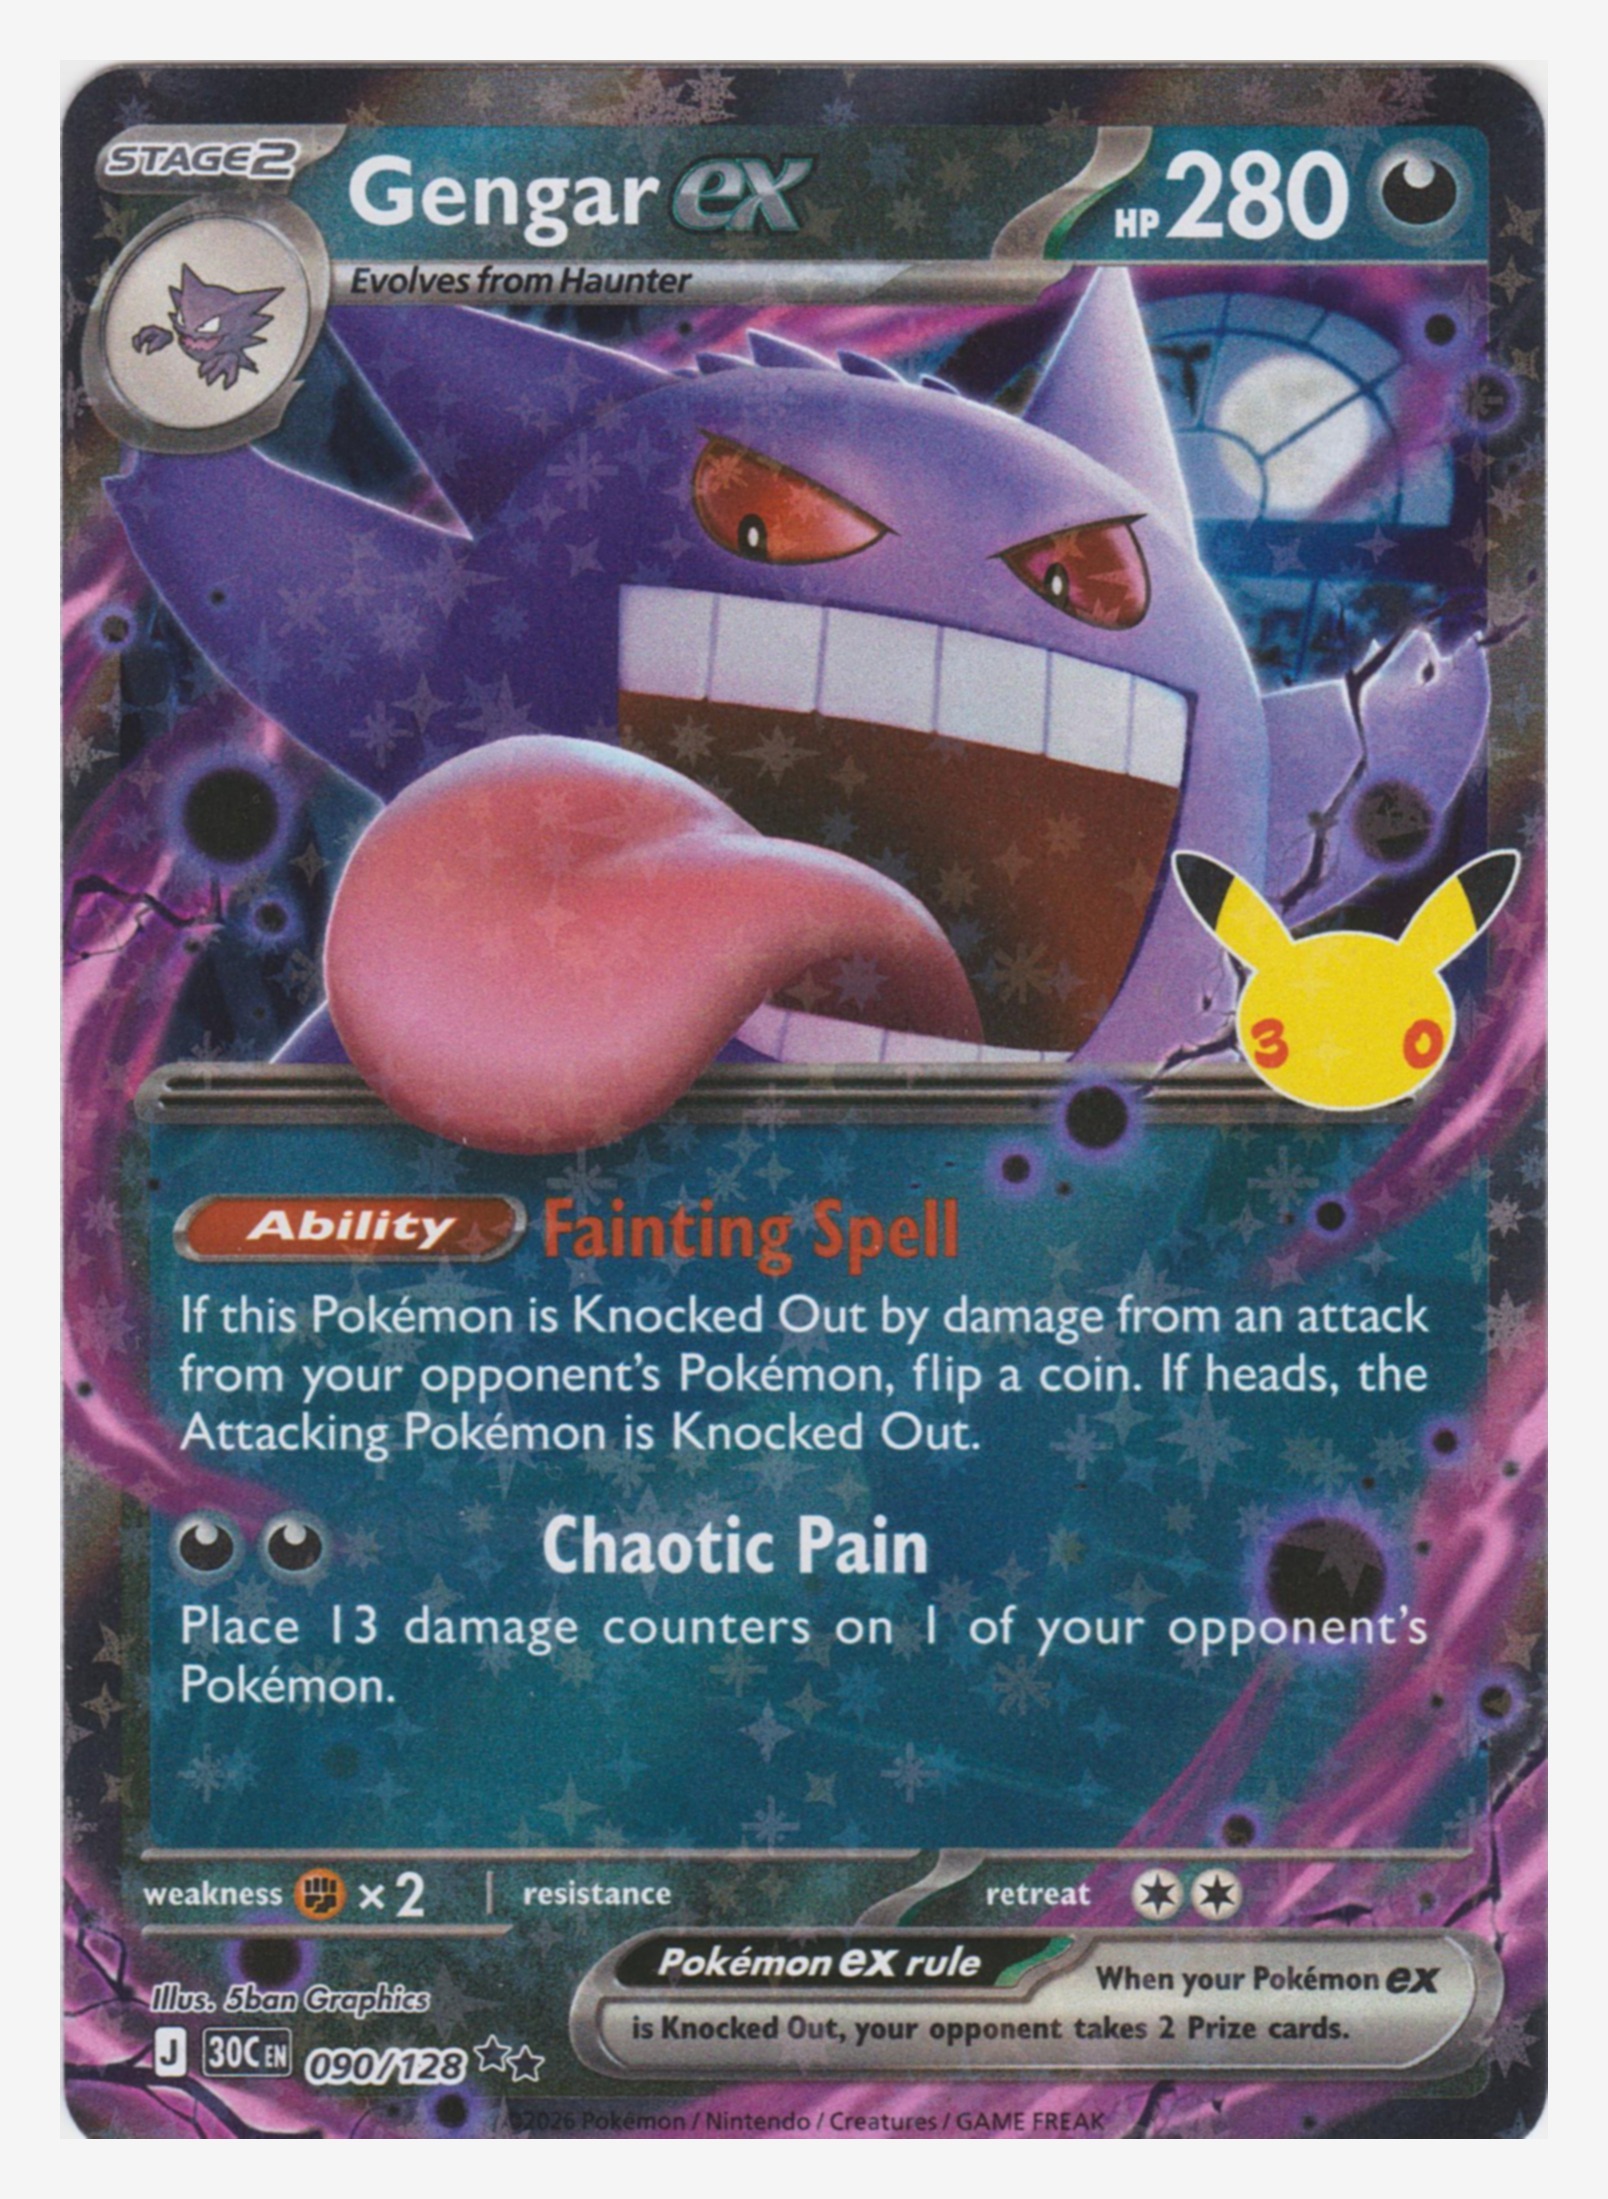 STAGE2
Gengar ex
HP 280
Evolves from Haunter
30
Ability Fainting Spell
If this Pokémon is Knocked Out by damage from an attack
from your opponent's Pokémon, flip a coin. If heads, the
Attacking Pokémon is Knocked Out.
Chaotic Pain
Place 13 damage counters on 1 of your opponent's
Pokémon.
weakness ×2 | resistance retreat
Pokémon ex rule
When your Pokémon ex
is Knocked Out, your opponent takes 2 Prize cards.
Illus. 5ban Graphics
J 30C EN 090/128
©2026 Pokémon / Nintendo / Creatures / GAME FREAK